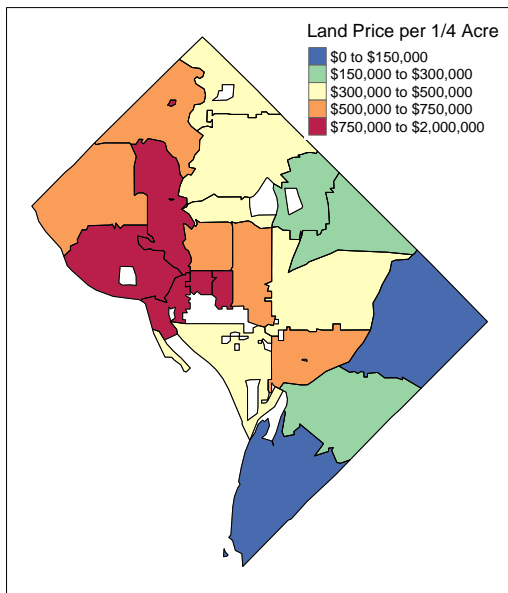 Land Price per 1/4 Acre
$0 to $150,000
$150,000 to $300,000
$300,000 to $500,000
$500,000 to $750,000
$750,000 to $2,000,000